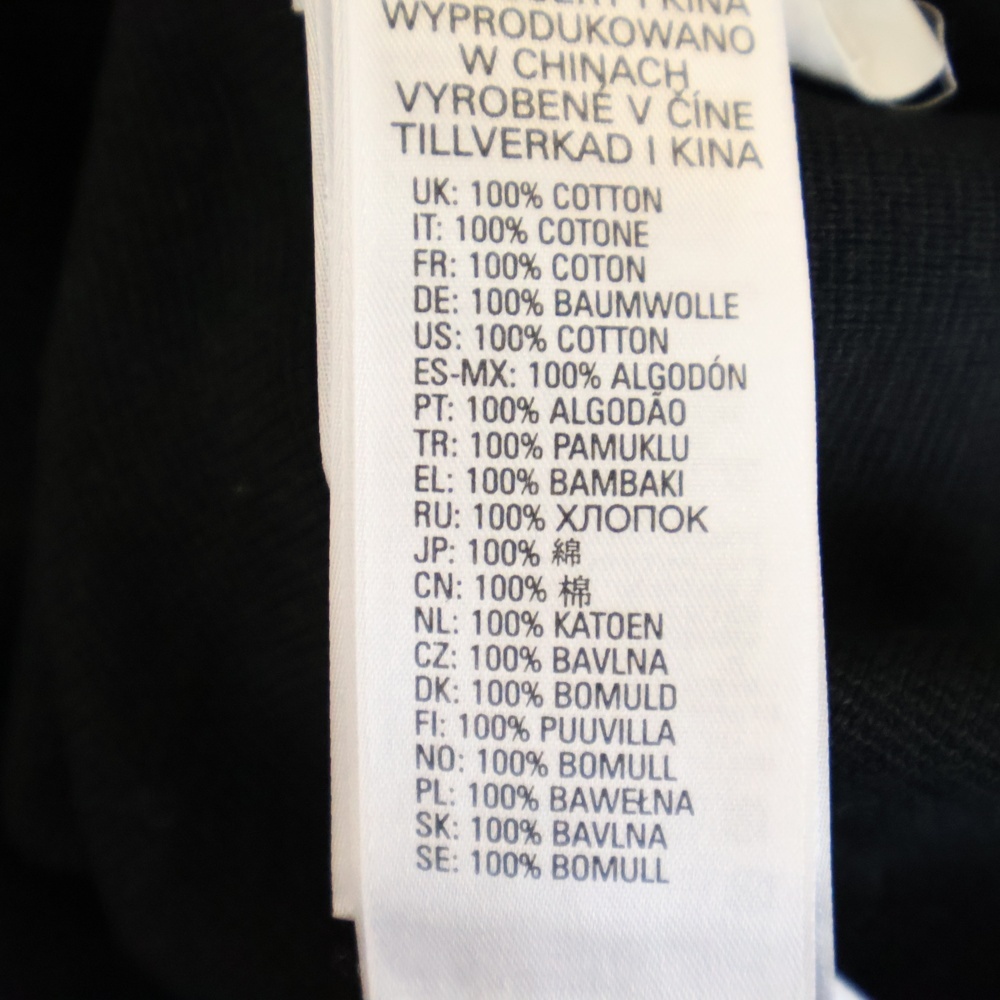 I KINA
WYPRODUKOWANO
W CHINACH
VYROBENÉ V ČÍNE
TILLVERKAD I KINA
UK: 100% COTTON
IT: 100% COTONE
FR: 100% COTON
DE: 100% BAUMWOLLE
US: 100% COTTON
ES-MX: 100% ALGODÓN
PT: 100% ALGODÃO
TR: 100% PAMUKLU
EL: 100% BAMBAKI
RU: 100% ХЛОПОК
JP: 100% 綿
CN: 100% 棉
NL: 100% KATOEN
CZ: 100% BAVLNA
DK: 100% BOMULD
FI: 100% PUUVILLA
NO: 100% BOMULL
PL: 100% BAWEŁNA
SK: 100% BAVLNA
SE: 100% BOMULL